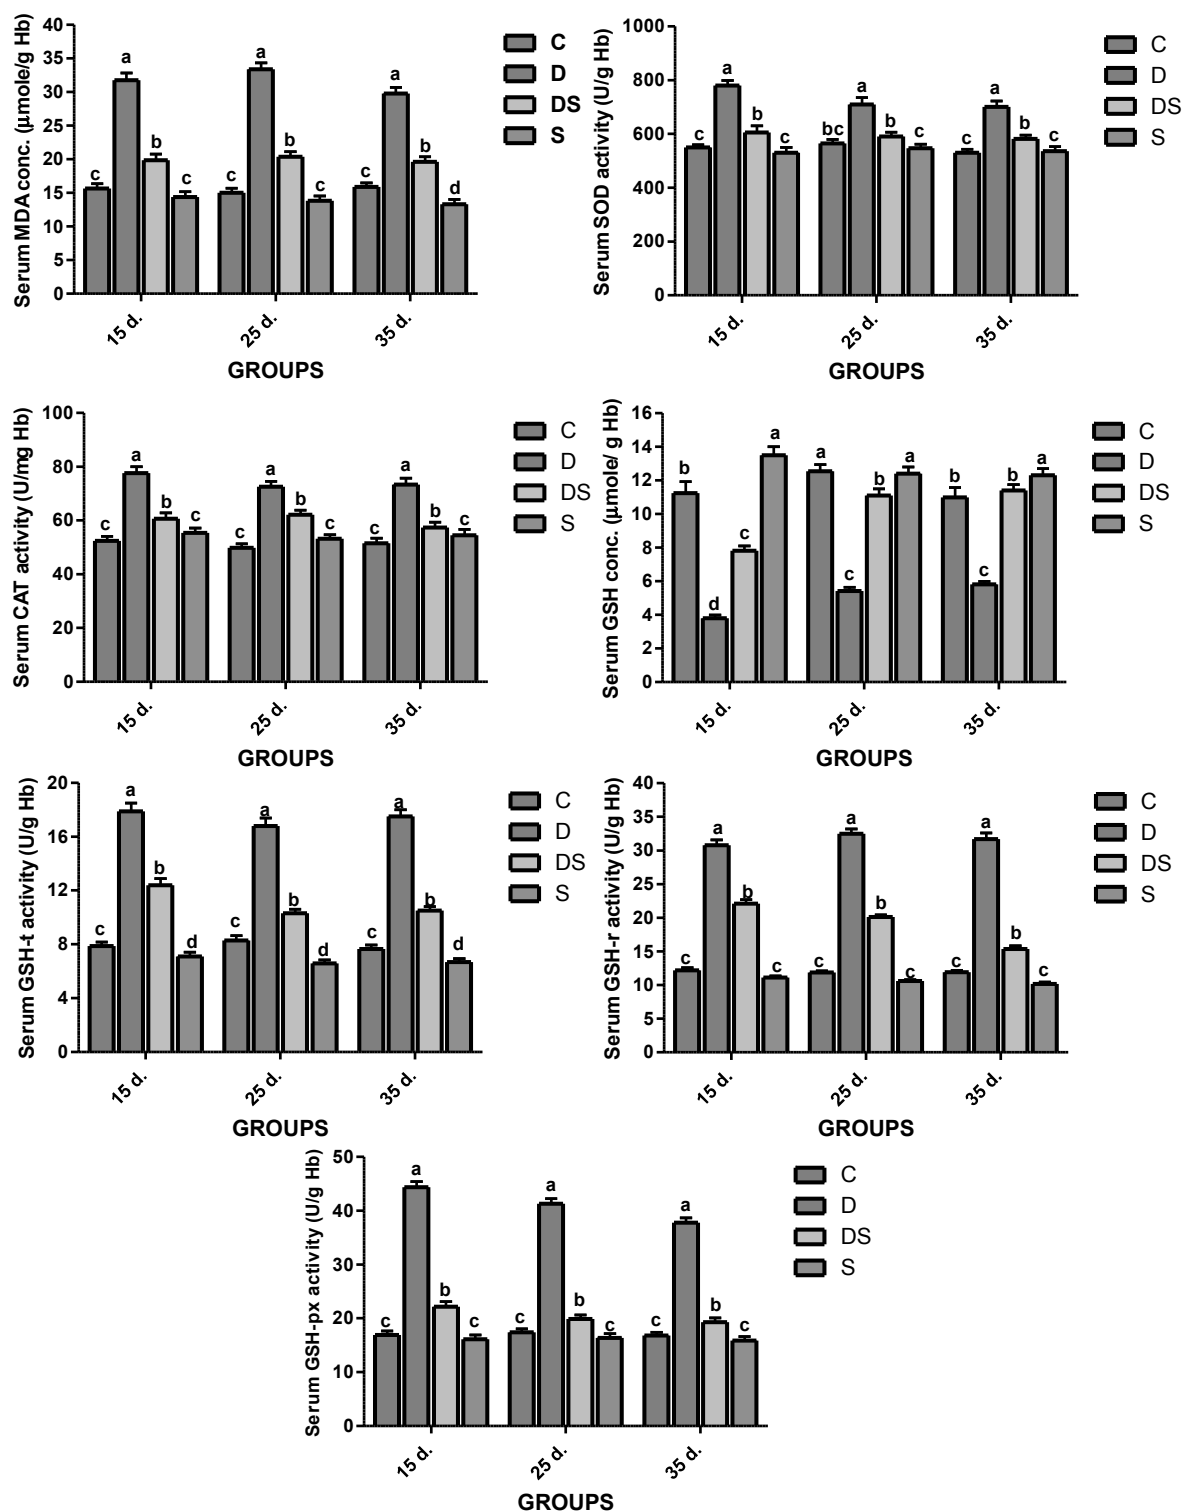 Serum MDA conc. (µmole/g Hb)
40
35
30
25
20
15
10
5
0
c a b c
c a b c
c a b d
15 d. 25 d. 35 d.
GROUPS
C
D
DS
S
Serum SOD activity (U/g Hb)
1000
800
600
400
200
0
c a b c
bc a b c
c a b c
15 d. 25 d. 35 d.
GROUPS
C
D
DS
S
Serum CAT activity (U/mg Hb)
100
80
60
40
20
0
c a b c
c a b c
c a b c
15 d. 25 d. 35 d.
GROUPS
C
D
DS
S
Serum GSH conc. (µmole/ g Hb)
16
14
12
10
8
6
4
2
0
b d c a
a c b a
b c b a
15 d. 25 d. 35 d.
GROUPS
C
D
DS
S
Serum GSH-t activity (U/g Hb)
20
16
12
8
4
0
c a b d
c a b c
c a b d
15 d. 25 d. 35 d.
GROUPS
C
D
DS
S
Serum GSH-r activity (U/g Hb)
40
35
30
25
20
15
10
5
0
c a b c
c a b c
c a b c
15 d. 25 d. 35 d.
GROUPS
C
D
DS
S
Serum GSH-px activity (U/g Hb)
50
40
30
20
10
0
c a b c
c a b c
c a b c
15 d. 25 d. 35 d.
GROUPS
C
D
DS
S